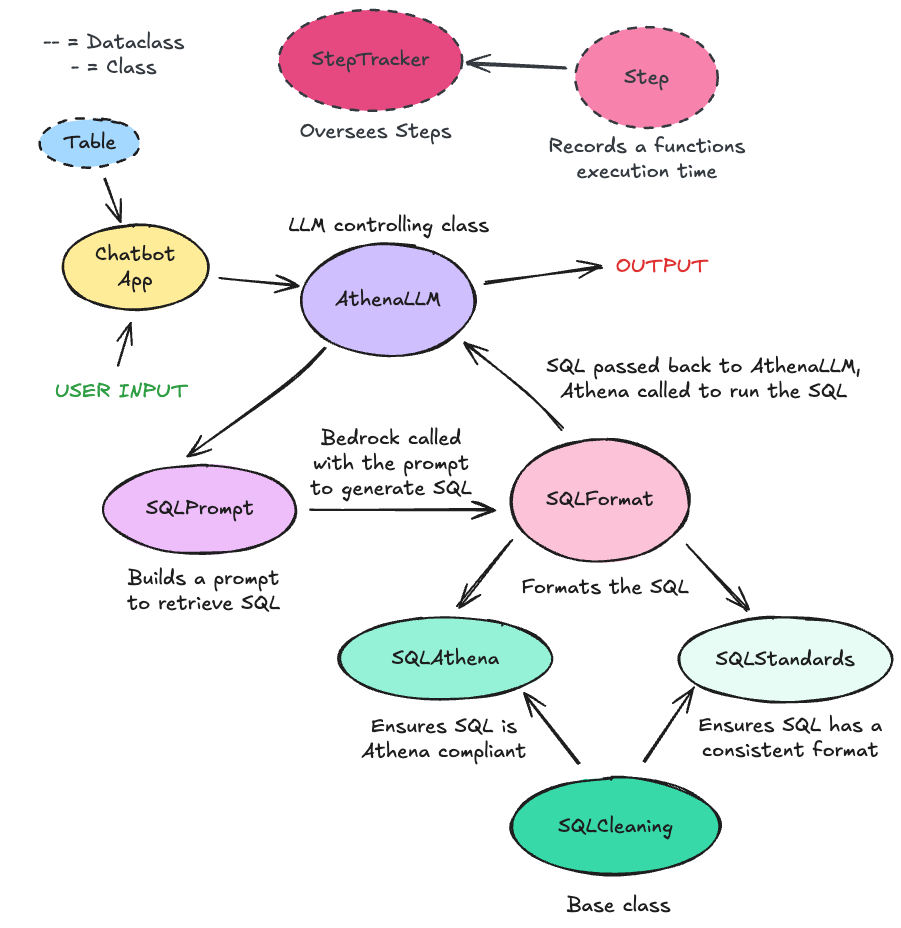 -- = Dataclass
- = Class
StepTracker
Step
Oversees Steps
Records a functions
execution time
Table
LLM controlling class
Chatbot
App
AthenaLLM
OUTPUT
USER INPUT
SQL passed back to AthenaLLM,
Athena called to run the SQL
Bedrock called
with the prompt
to generate SQL
SQLPrompt
SQLFormat
Builds a prompt
to retrieve SQL
Formats the SQL
SQLAthena
SQLStandards
Ensures SQL is
Athena compliant
Ensures SQL has a
consistent format
SQLCleaning
Base class